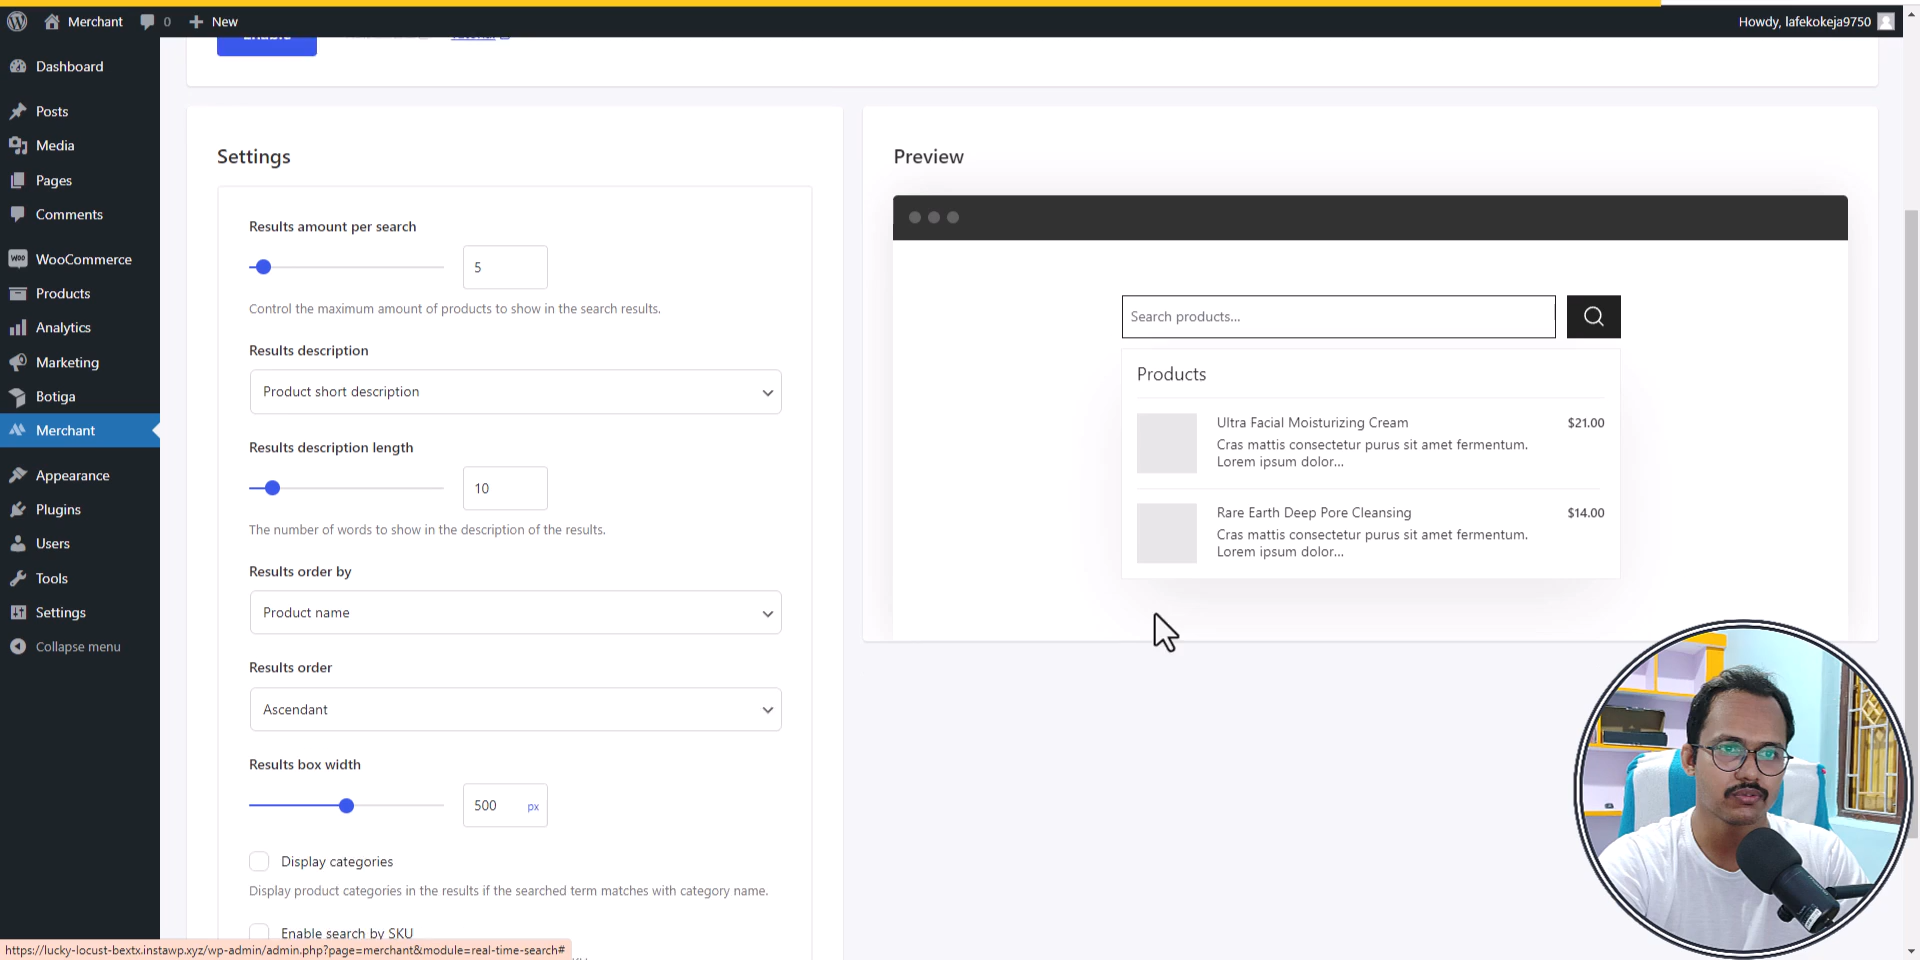 Merchant 0 New
Howdy, lafekokeja9750
Dashboard
Posts
Media
Pages
Comments
WooCommerce
Products
Analytics
Marketing
Botiga
Merchant
Appearance
Plugins
Users
Tools
Settings
Collapse menu
Enable
Tutorial
Settings
Results amount per search
5
Control the maximum amount of products to show in the search results.
Results description
Product short description
Results description length
10
The number of words to show in the description of the results.
Results order by
Product name
Results order
Ascendant
Results box width
500 px
Display categories
Display product categories in the results if the searched term matches with category name.
Enable search by SKU
Preview
Search products...
Products
Ultra Facial Moisturizing Cream $21.00
Cras mattis consectetur purus sit amet fermentum.
Lorem ipsum dolor...
Rare Earth Deep Pore Cleansing $14.00
Cras mattis consectetur purus sit amet fermentum.
Lorem ipsum dolor...
https://lucky-locust-bextx.instawp.xyz/wp-admin/admin.php?page=merchant&module=real-time-search#